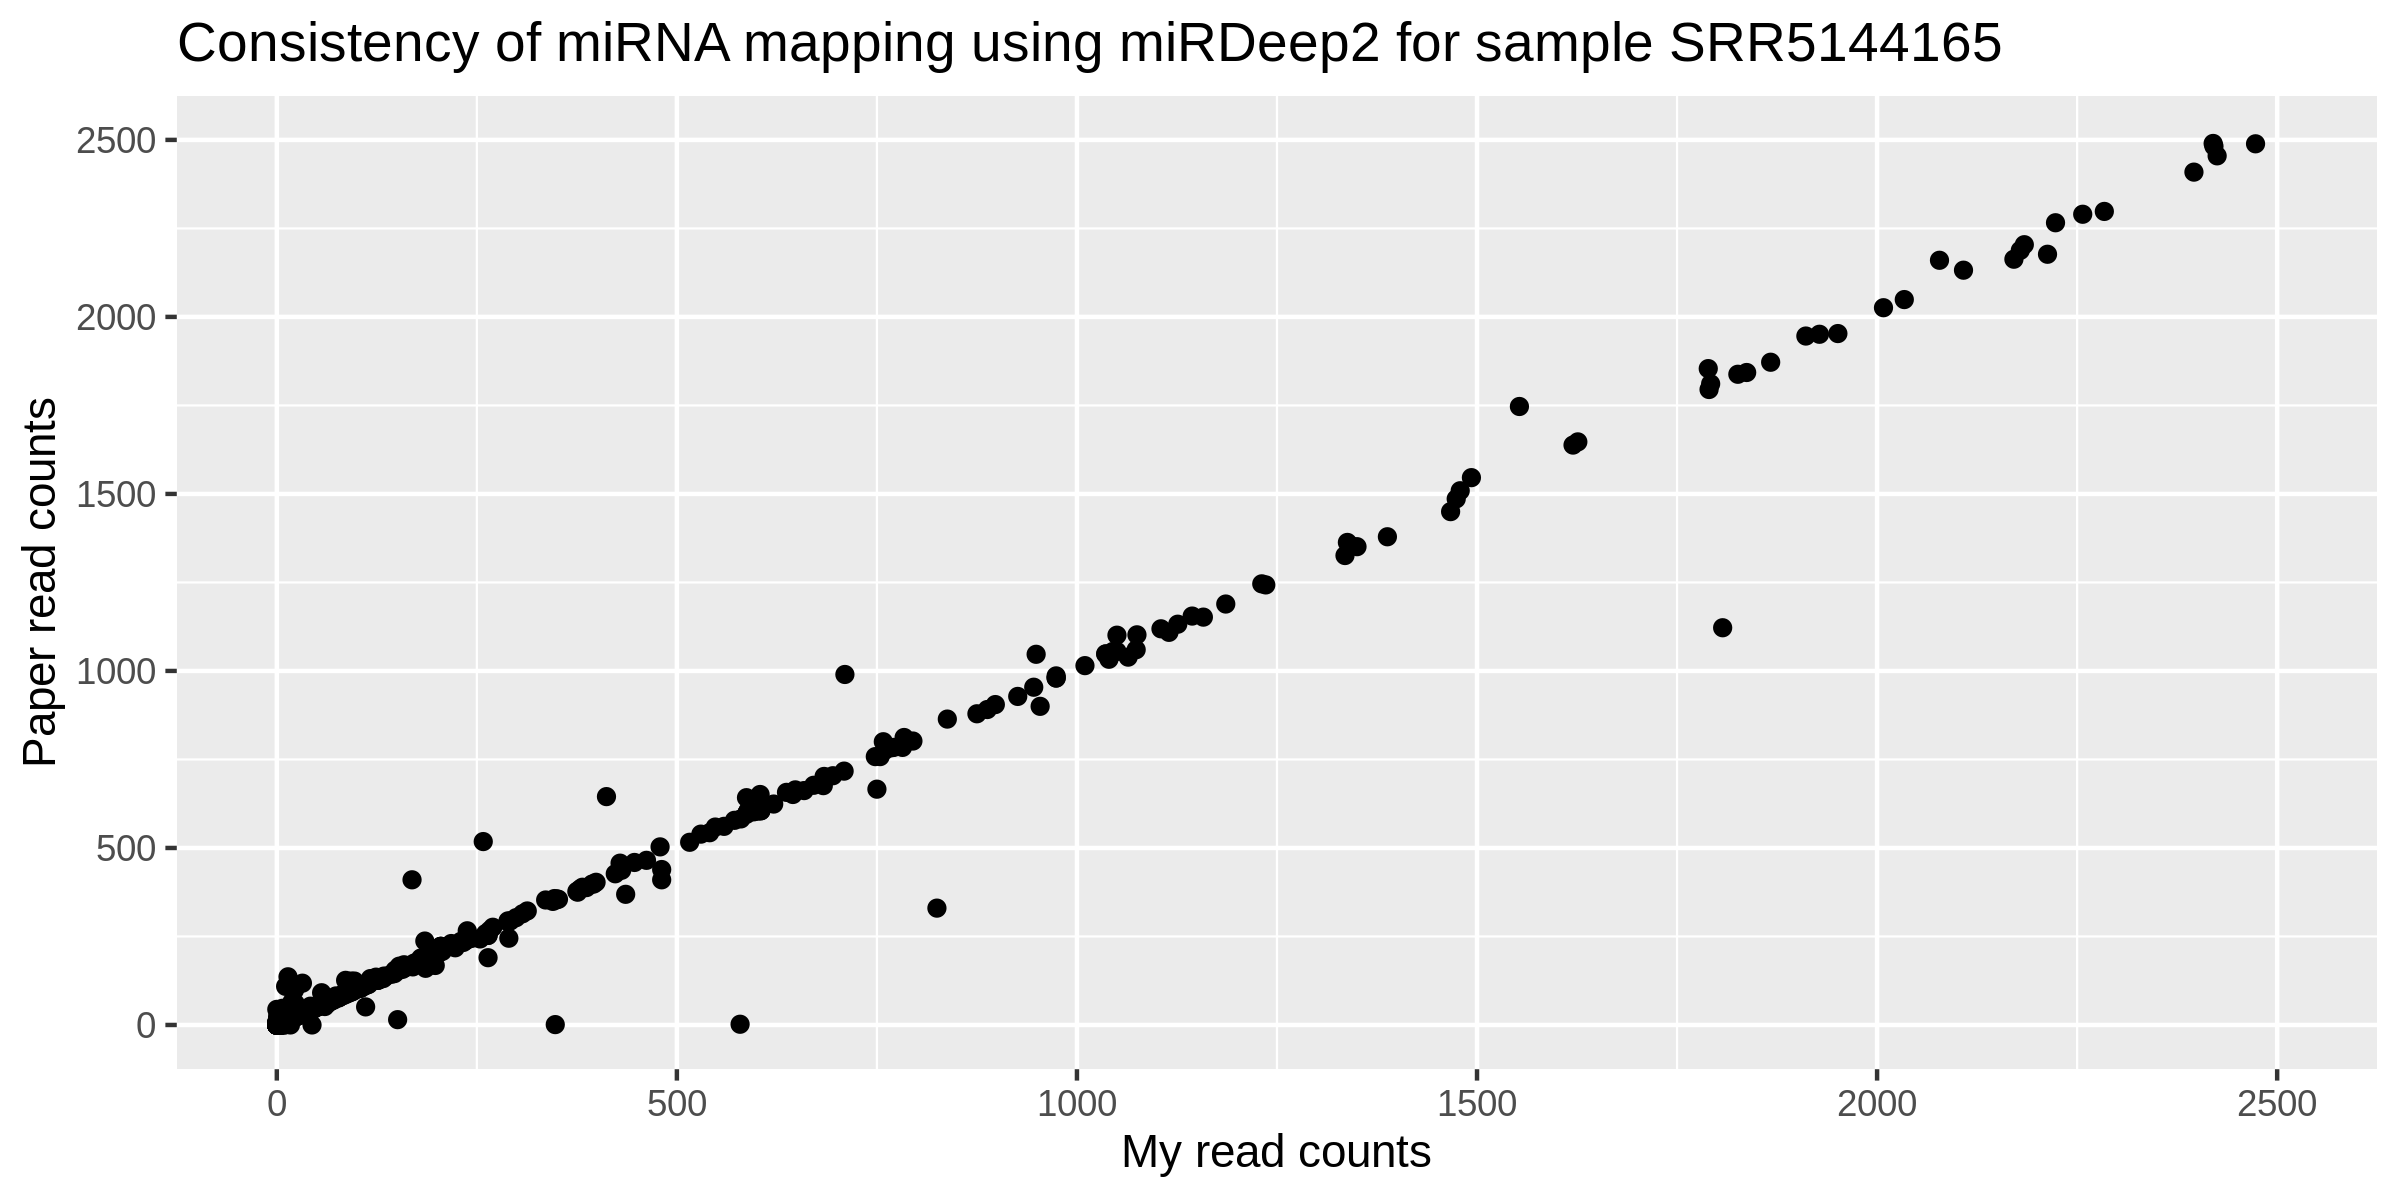 Consistency of miRNA mapping using miRDeep2 for sample SRR5144165
Paper read counts
2500
2000
1500
1000
500
0
0 500 1000 1500 2000 2500
My read counts